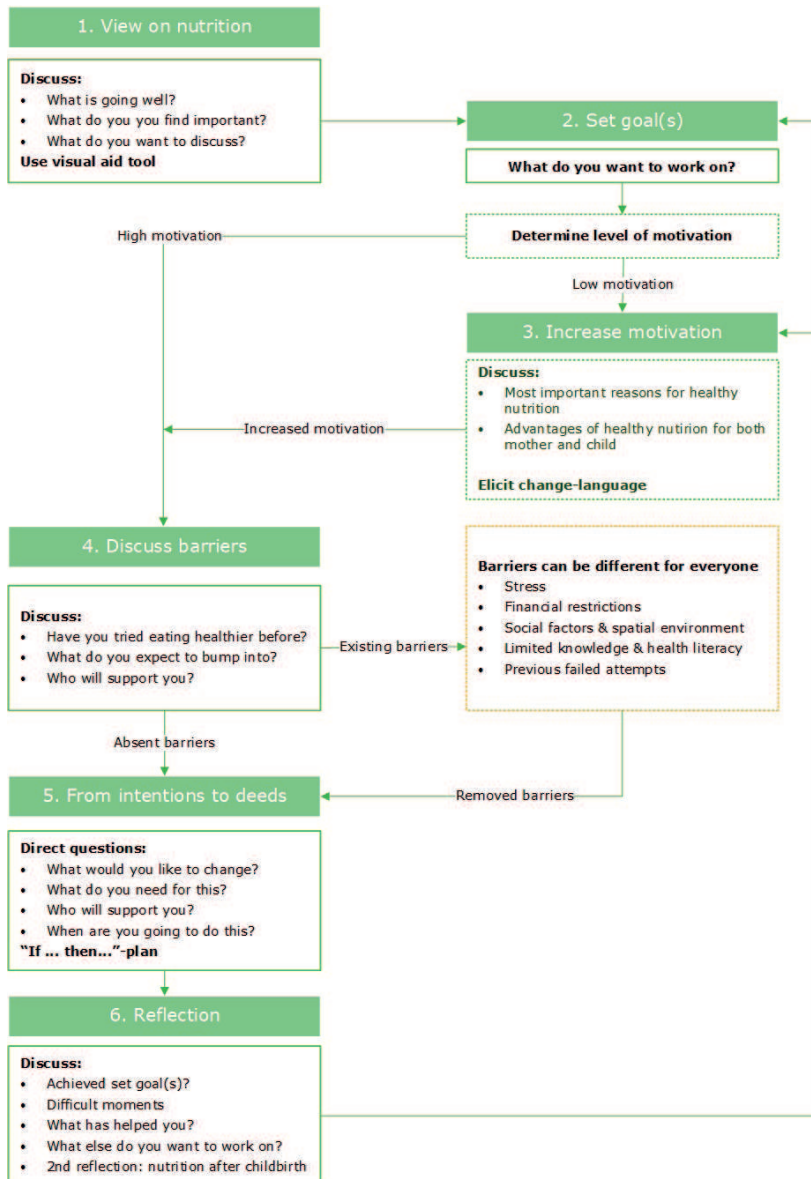 1. View on nutrition
Discuss:
• What is going well?
• What do you you find important?
• What do you want to discuss?
Use visual aid tool
2. Set goal(s)
What do you want to work on?
High motivation
Determine level of motivation
Low motivation
3. Increase motivation
Discuss:
• Most important reasons for healthy
nutrition
• Advantages of healthy nutirion for both
mother and child
Elicit change-language
Increased motivation
4. Discuss barriers
Discuss:
• Have you tried eating healthier before?
• What do you expect to bump into?
• Who will support you?
Existing barriers
Barriers can be different for everyone
• Stress
• Financial restrictions
• Social factors & spatial environment
• Limited knowledge & health literacy
• Previous failed attempts
Absent barriers
Removed barriers
5. From intentions to deeds
Direct questions:
• What would you like to change?
• What do you need for this?
• Who will support you?
• When are you going to do this?
“If ... then...”-plan
6. Reflection
Discuss:
• Achieved set goal(s)?
• Difficult moments
• What has helped you?
• What else do you want to work on?
• 2nd reflection: nutrition after childbirth